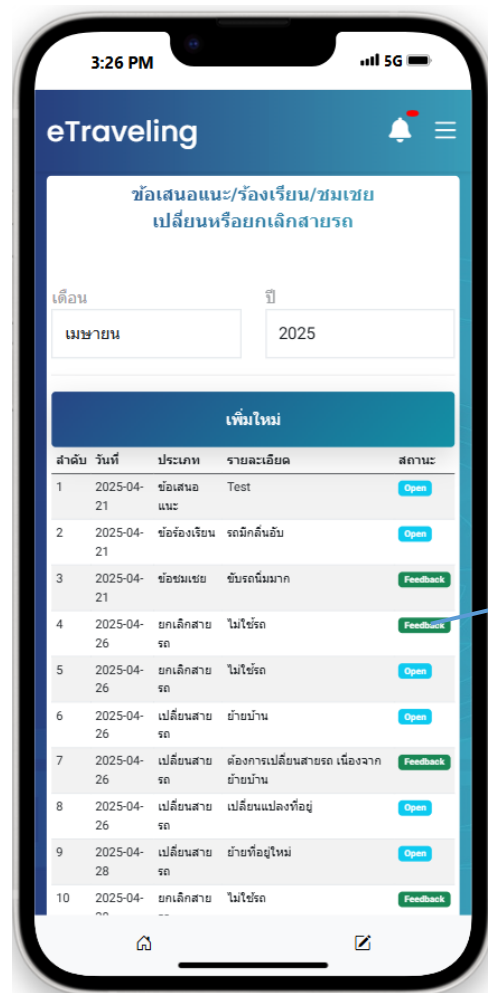 3:26 PM
5G
eTraveling
ข้อเสนอแนะ/ร้องเรียน/ชมเชย
เปลี่ยนหรือยกเลิกสายรถ
เดือน ปี
เมษายน 2025
เพิ่มใหม่
ลำดับ วันที่ ประเภท รายละเอียด สถานะ
1 2025-04- ข้อเสนอ Test Open
21 แนะ
2 2025-04- ข้อร้องเรียน รถมีกลิ่นอับ Open
21
3 2025-04- ข้อชมเชย ขับรถนิ่มมาก Feedback
21
4 2025-04- ยกเลิกสาย ไม่ใช้รถ Feedback
26 รถ
5 2025-04- ยกเลิกสาย ไม่ใช้รถ Open
26 รถ
6 2025-04- เปลี่ยนสาย ย้ายบ้าน Open
26 รถ
7 2025-04- เปลี่ยนสาย ต้องการเปลี่ยนสายรถ เนื่องจาก Feedback
26 รถ ย้ายบ้าน
8 2025-04- เปลี่ยนสาย เปลี่ยนแปลงที่อยู่ Open
26 รถ
9 2025-04- เปลี่ยนสาย ย้ายที่อยู่ใหม่ Open
28 รถ
10 2025-04- ยกเลิกสาย ไม่ใช้รถ Feedback